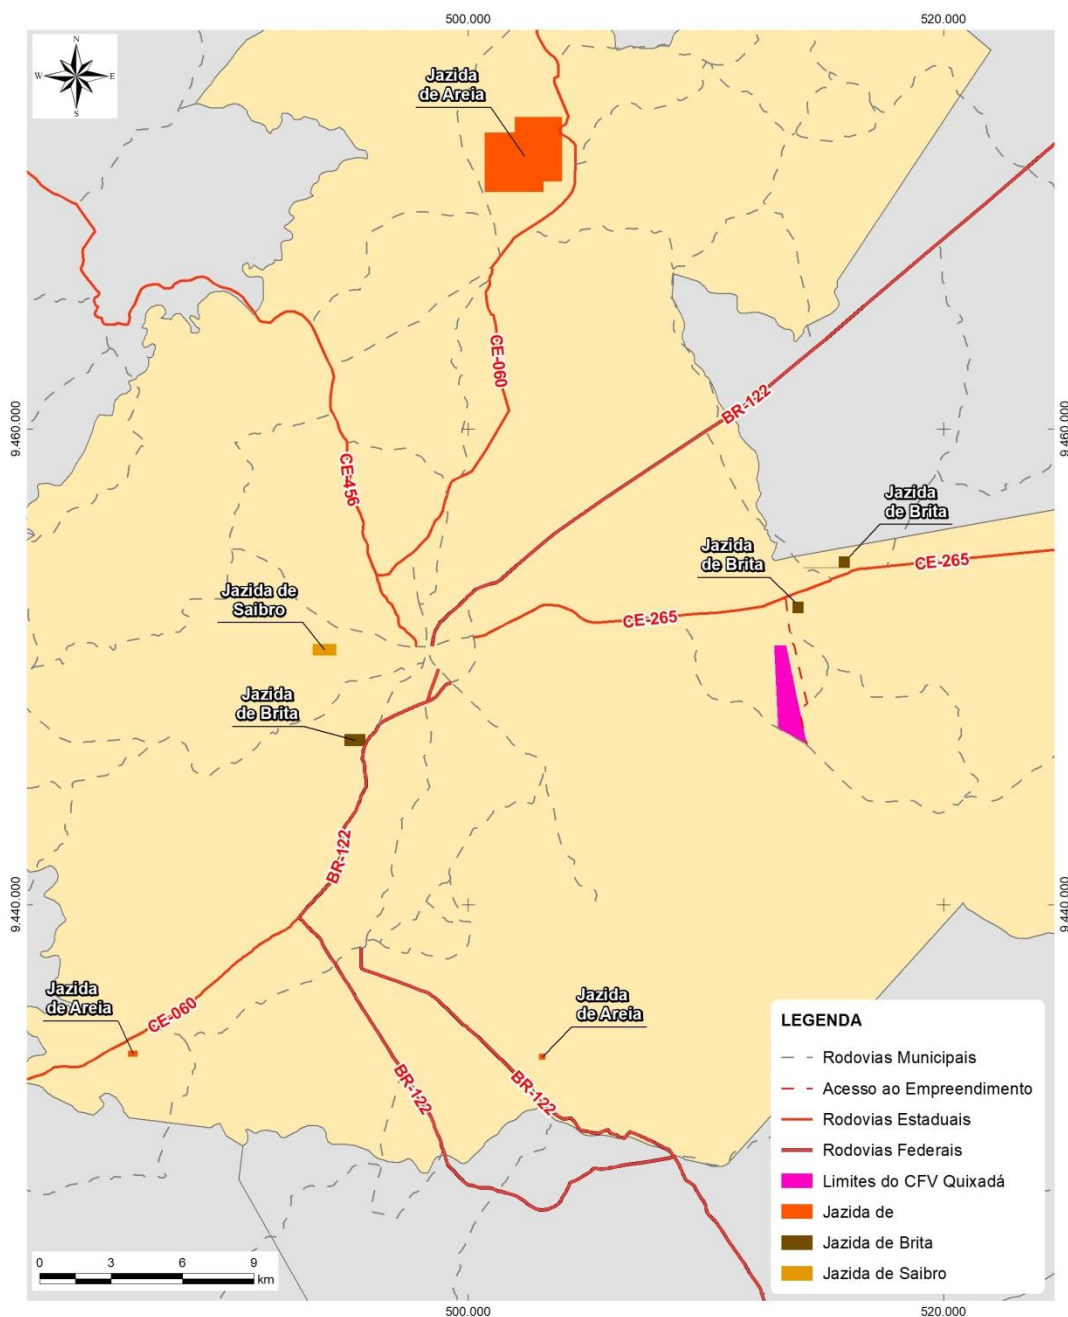 500.000
520.000
N
W
E
S
Jazida
de Areia
CE-060
BR-122
9.460.000
9.460.000
CE-456
Jazida
de Brita
Jazida
de Brita
CE-265
CE-265
Jazida de
Saibro
Jazida
de Brita
BR-122
9.440.000
9.440.000
Jazida
de Areia
CE-060
Jazida
de Areia
BR-122
BR-122
LEGENDA
Rodovias Municipais
Acesso ao Empreendimento
Rodovias Estaduais
Rodovias Federais
Limites do CFV Quixadá
Jazida de
Jazida de Brita
Jazida de Saibro
0 3 6 9
km
500.000
520.000